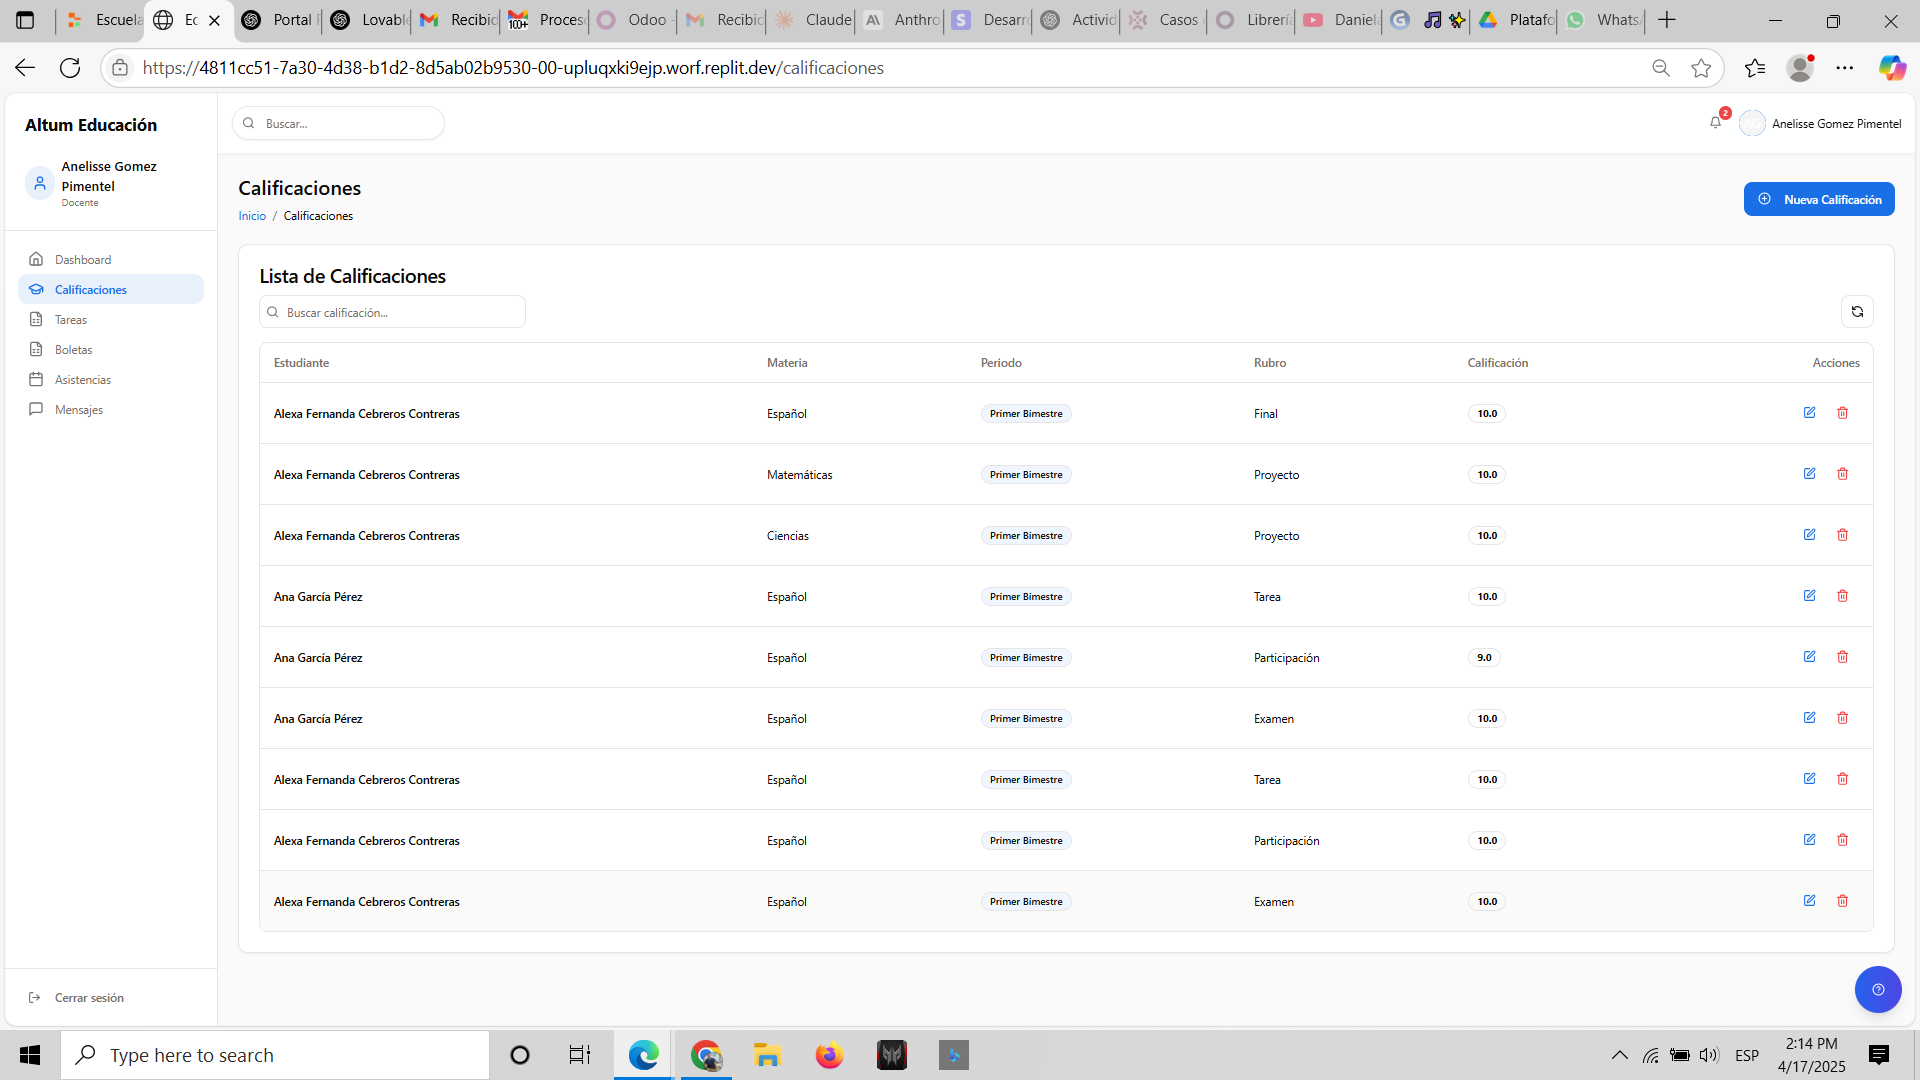 Escuela
Ec
Portal
Lovable
Recibid
Proceso
Odoo
Recibid
Claude
Anthro
Desarro
Activid
Casos
Librería
Daniela
Platafo
WhatsA
https://4811cc51-7a30-4d38-b1d2-8d5ab02b9530-00-upluqxki9ejp.worf.replit.dev/calificaciones
Altum Educación
Buscar...
2
Anelisse Gomez Pimentel
Anelisse Gomez
Pimentel
Docente
Calificaciones
Inicio / Calificaciones
Nueva Calificación
Dashboard
Calificaciones
Tareas
Boletas
Asistencias
Mensajes
Lista de Calificaciones
Buscar calificación...
Estudiante Materia Periodo Rubro Calificación Acciones
Alexa Fernanda Cebreros Contreras Español Primer Bimestre Final 10.0
Alexa Fernanda Cebreros Contreras Matemáticas Primer Bimestre Proyecto 10.0
Alexa Fernanda Cebreros Contreras Ciencias Primer Bimestre Proyecto 10.0
Ana García Pérez Español Primer Bimestre Tarea 10.0
Ana García Pérez Español Primer Bimestre Participación 9.0
Ana García Pérez Español Primer Bimestre Examen 10.0
Alexa Fernanda Cebreros Contreras Español Primer Bimestre Tarea 10.0
Alexa Fernanda Cebreros Contreras Español Primer Bimestre Participación 10.0
Alexa Fernanda Cebreros Contreras Español Primer Bimestre Examen 10.0
Cerrar sesión
Type here to search
ESP
2:14 PM
4/17/2025